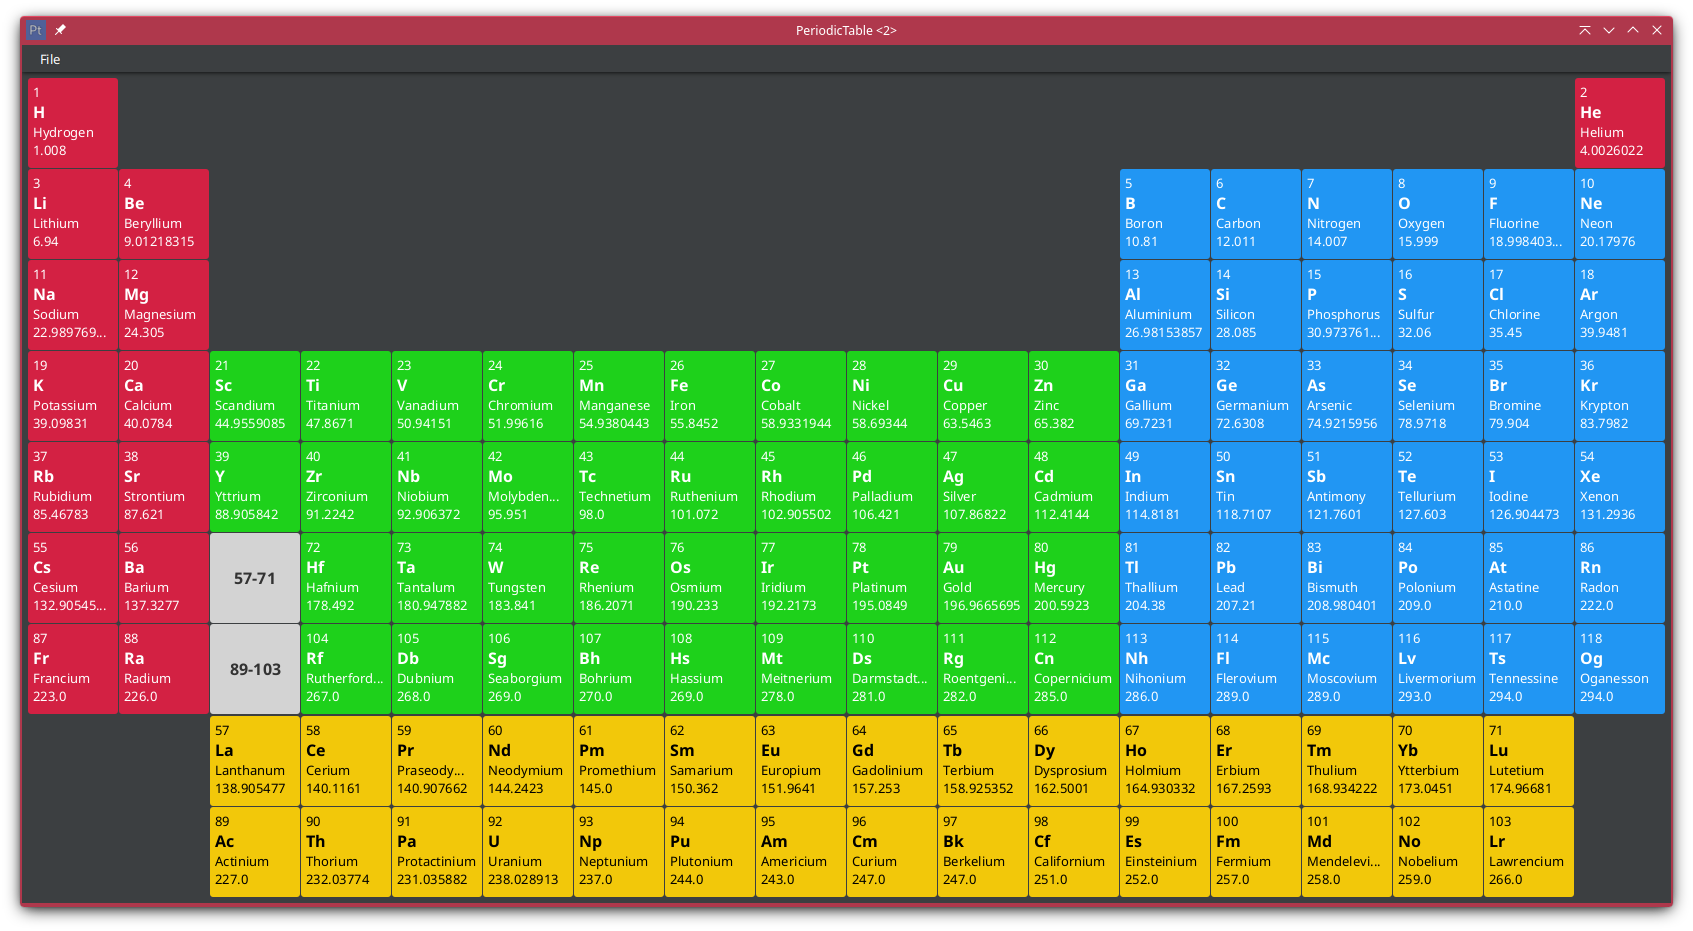 Pt PeriodicTable <2>
File
1 2
H He
Hydrogen Helium
1.008 4.0026022
3 4 5 6 7 8 9 10
Li Be B C N O F Ne
Lithium Beryllium Boron Carbon Nitrogen Oxygen Fluorine Neon
6.94 9.01218315 10.81 12.011 14.007 15.999 18.998403... 20.17976
11 12 13 14 15 16 17 18
Na Mg Al Si P S Cl Ar
Sodium Magnesium Aluminium Silicon Phosphorus Sulfur Chlorine Argon
22.989769... 24.305 26.98153857 28.085 30.973761... 32.06 35.45 39.9481
19 20 21 22 23 24 25 26 27 28 29 30 31 32 33 34 35 36
K Ca Sc Ti V Cr Mn Fe Co Ni Cu Zn Ga Ge As Se Br Kr
Potassium Calcium Scandium Titanium Vanadium Chromium Manganese Iron Cobalt Nickel Copper Zinc Gallium Germanium Arsenic Selenium Bromine Krypton
39.09831 40.0784 44.9559085 47.8671 50.94151 51.99616 54.9380443 55.8452 58.9331944 58.69344 63.5463 65.382 69.7231 72.6308 74.9215956 78.9718 79.904 83.7982
37 38 39 40 41 42 43 44 45 46 47 48 49 50 51 52 53 54
Rb Sr Y Zr Nb Mo Tc Ru Rh Pd Ag Cd In Sn Sb Te I Xe
Rubidium Strontium Yttrium Zirconium Niobium Molybden... Technetium Ruthenium Rhodium Palladium Silver Cadmium Indium Tin Antimony Tellurium Iodine Xenon
85.46783 87.621 88.905842 91.2242 92.906372 95.951 98.0 101.072 102.905502 106.421 107.86822 112.4144 114.8181 118.7107 121.7601 127.603 126.904473 131.2936
55 56 72 73 74 75 76 77 78 79 80 81 82 83 84 85 86
Cs Ba 57-71 Hf Ta W Re Os Ir Pt Au Hg Tl Pb Bi Po At Rn
Cesium Barium Hafnium Tantalum Tungsten Rhenium Osmium Iridium Platinum Gold Mercury Thallium Lead Bismuth Polonium Astatine Radon
132.90545... 137.3277 178.492 180.947882 183.841 186.2071 190.233 192.2173 195.0849 196.9665695 200.5923 204.38 207.21 208.980401 209.0 210.0 222.0
87 88 104 105 106 107 108 109 110 111 112 113 114 115 116 117 118
Fr Ra 89-103 Rf Db Sg Bh Hs Mt Ds Rg Cn Nh Fl Mc Lv Ts Og
Francium Radium Rutherford... Dubnium Seaborgium Bohrium Hassium Meitnerium Darmstadt... Roentgeni... Copernicium Nihonium Flerovium Moscovium Livermorium Tennessine Oganesson
223.0 226.0 267.0 268.0 269.0 270.0 269.0 278.0 281.0 282.0 285.0 286.0 289.0 289.0 293.0 294.0 294.0
57 58 59 60 61 62 63 64 65 66 67 68 69 70 71
La Ce Pr Nd Pm Sm Eu Gd Tb Dy Ho Er Tm Yb Lu
Lanthanum Cerium Praseody... Neodymium Promethium Samarium Europium Gadolinium Terbium Dysprosium Holmium Erbium Thulium Ytterbium Lutetium
138.905477 140.1161 140.907662 144.2423 145.0 150.362 151.9641 157.253 158.925352 162.5001 164.930332 167.2593 168.934222 173.0451 174.96681
89 90 91 92 93 94 95 96 97 98 99 100 101 102 103
Ac Th Pa U Np Pu Am Cm Bk Cf Es Fm Md No Lr
Actinium Thorium Protactinium Uranium Neptunium Plutonium Americium Curium Berkelium Californium Einsteinium Fermium Mendelevi... Nobelium Lawrencium
227.0 232.03774 231.035882 238.028913 237.0 244.0 243.0 247.0 247.0 251.0 252.0 257.0 258.0 259.0 266.0